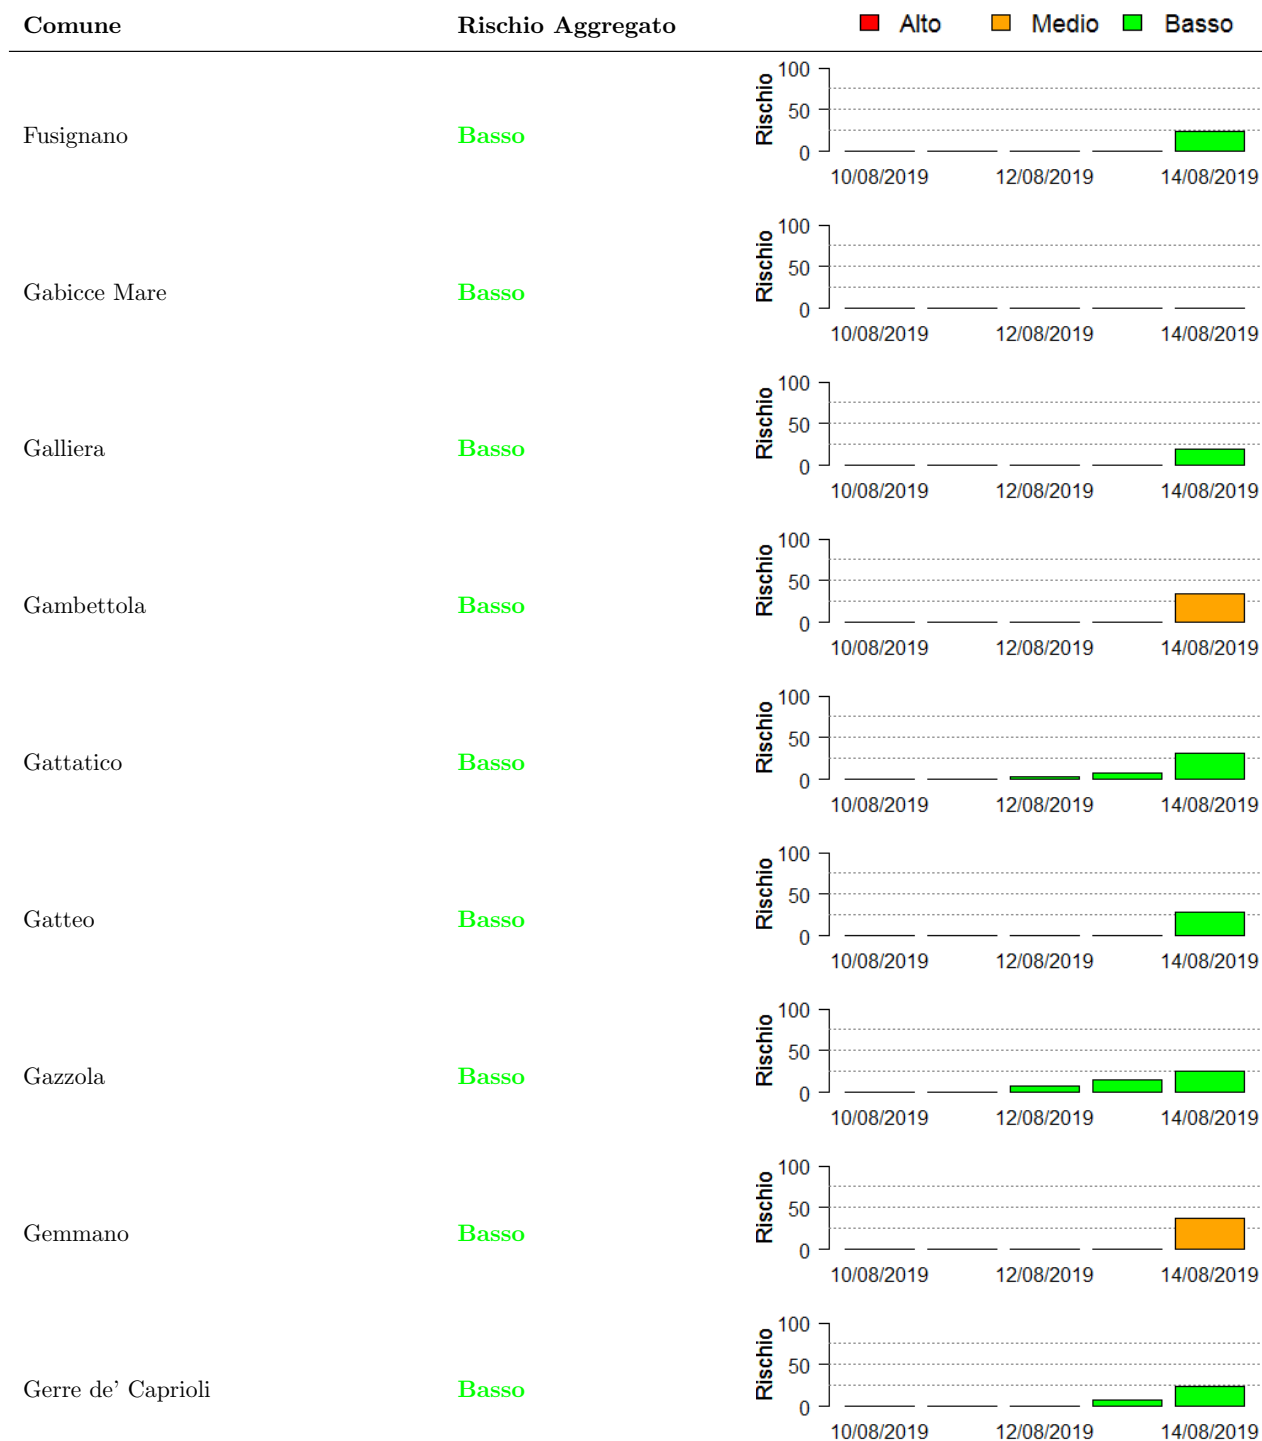 Comune Rischio Aggregato Alto Medio Basso
Fusignano Basso
Rischio
100
50
0
10/08/2019 12/08/2019 14/08/2019
Gabicce Mare Basso
Rischio
100
50
0
10/08/2019 12/08/2019 14/08/2019
Galliera Basso
Rischio
100
50
0
10/08/2019 12/08/2019 14/08/2019
Gambettola Basso
Rischio
100
50
0
10/08/2019 12/08/2019 14/08/2019
Gattatico Basso
Rischio
100
50
0
10/08/2019 12/08/2019 14/08/2019
Gatteo Basso
Rischio
100
50
0
10/08/2019 12/08/2019 14/08/2019
Gazzola Basso
Rischio
100
50
0
10/08/2019 12/08/2019 14/08/2019
Gemmano Basso
Rischio
100
50
0
10/08/2019 12/08/2019 14/08/2019
Gerre de' Caprioli Basso
Rischio
100
50
0
10/08/2019 12/08/2019 14/08/2019